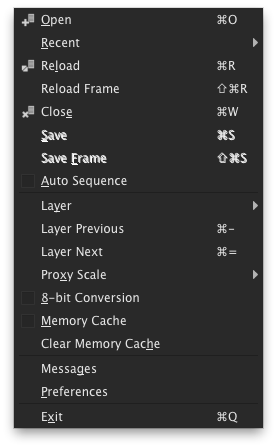 Open ⌘O
Recent
Reload ⌘R
Reload Frame ⇧⌘R
Close ⌘W
Save ⌘S
Save Frame ⇧⌘S
Auto Sequence
Layer
Layer Previous ⌘-
Layer Next ⌘=
Proxy Scale
8-bit Conversion
Memory Cache
Clear Memory Cache
Messages
Preferences
Exit ⌘Q